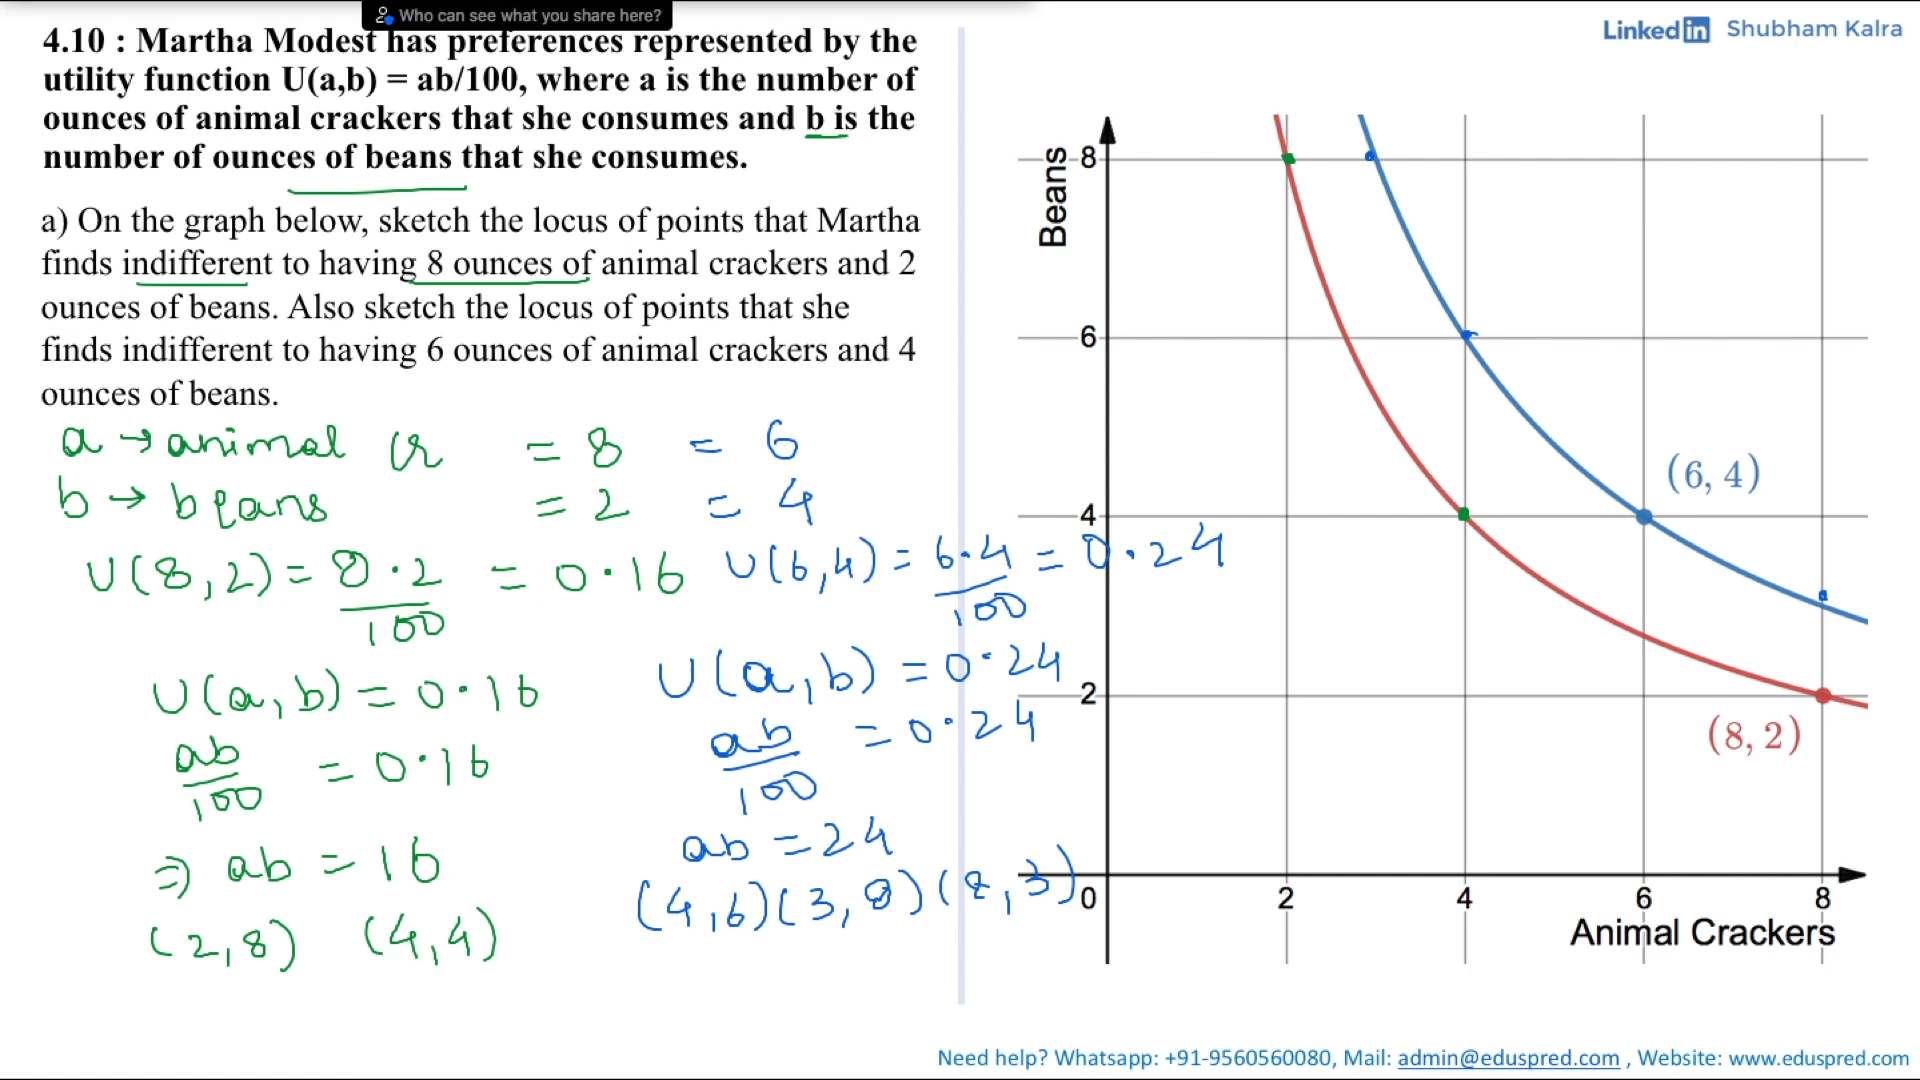 Who can see what you share here?
Linked in Shubham Kalra
4.10 : Martha Modest has preferences represented by the
utility function U(a,b) = ab/100, where a is the number of
ounces of animal crackers that she consumes and b is the
number of ounces of beans that she consumes.
a) On the graph below, sketch the locus of points that Martha
finds indifferent to having 8 ounces of animal crackers and 2
ounces of beans. Also sketch the locus of points that she
finds indifferent to having 6 ounces of animal crackers and 4
ounces of beans.
a → animal cr = 8 = 6
b → beans = 2 = 4
U(8,2) = 8·2/100 = 0·16
U(6,4) = 6·4/100 = 0·24
U(a,b) = 0·16
ab/100 = 0·16
⇒ ab = 16
(2,8) (4,4)
U(a,b) = 0·24
ab/100 = 0·24
ab = 24
(4,6)(3,8)(8,3)
Beans
8
6
4
2
0
2
4
6
8
Animal Crackers
(6, 4)
(8, 2)
Need help? Whatsapp: +91-9560560080, Mail: admin@eduspred.com , Website: www.eduspred.com